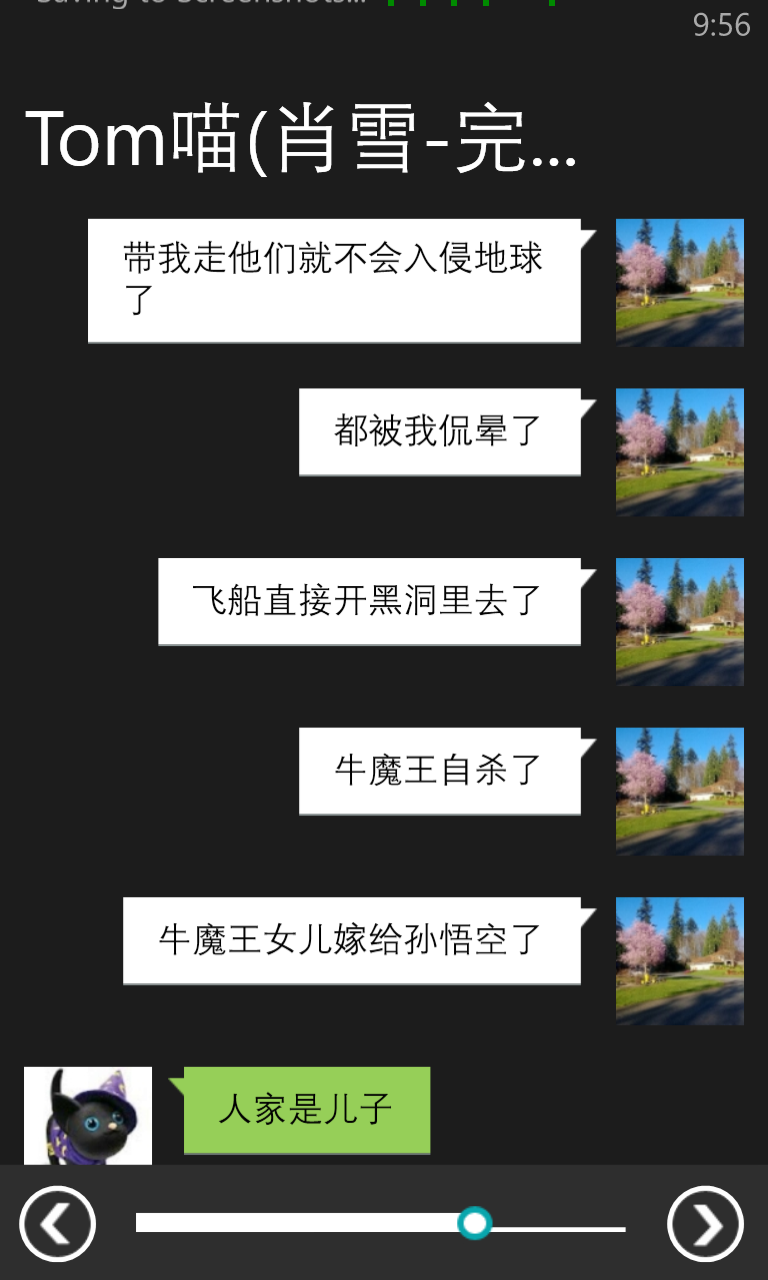 Saving to Screenshots...
9:56
Tom喵(肖雪-完...
带我走他们就不会入侵地球
了
都被我侃晕了
飞船直接开黑洞里去了
牛魔王自杀了
牛魔王女儿嫁给孙悟空了
人家是儿子